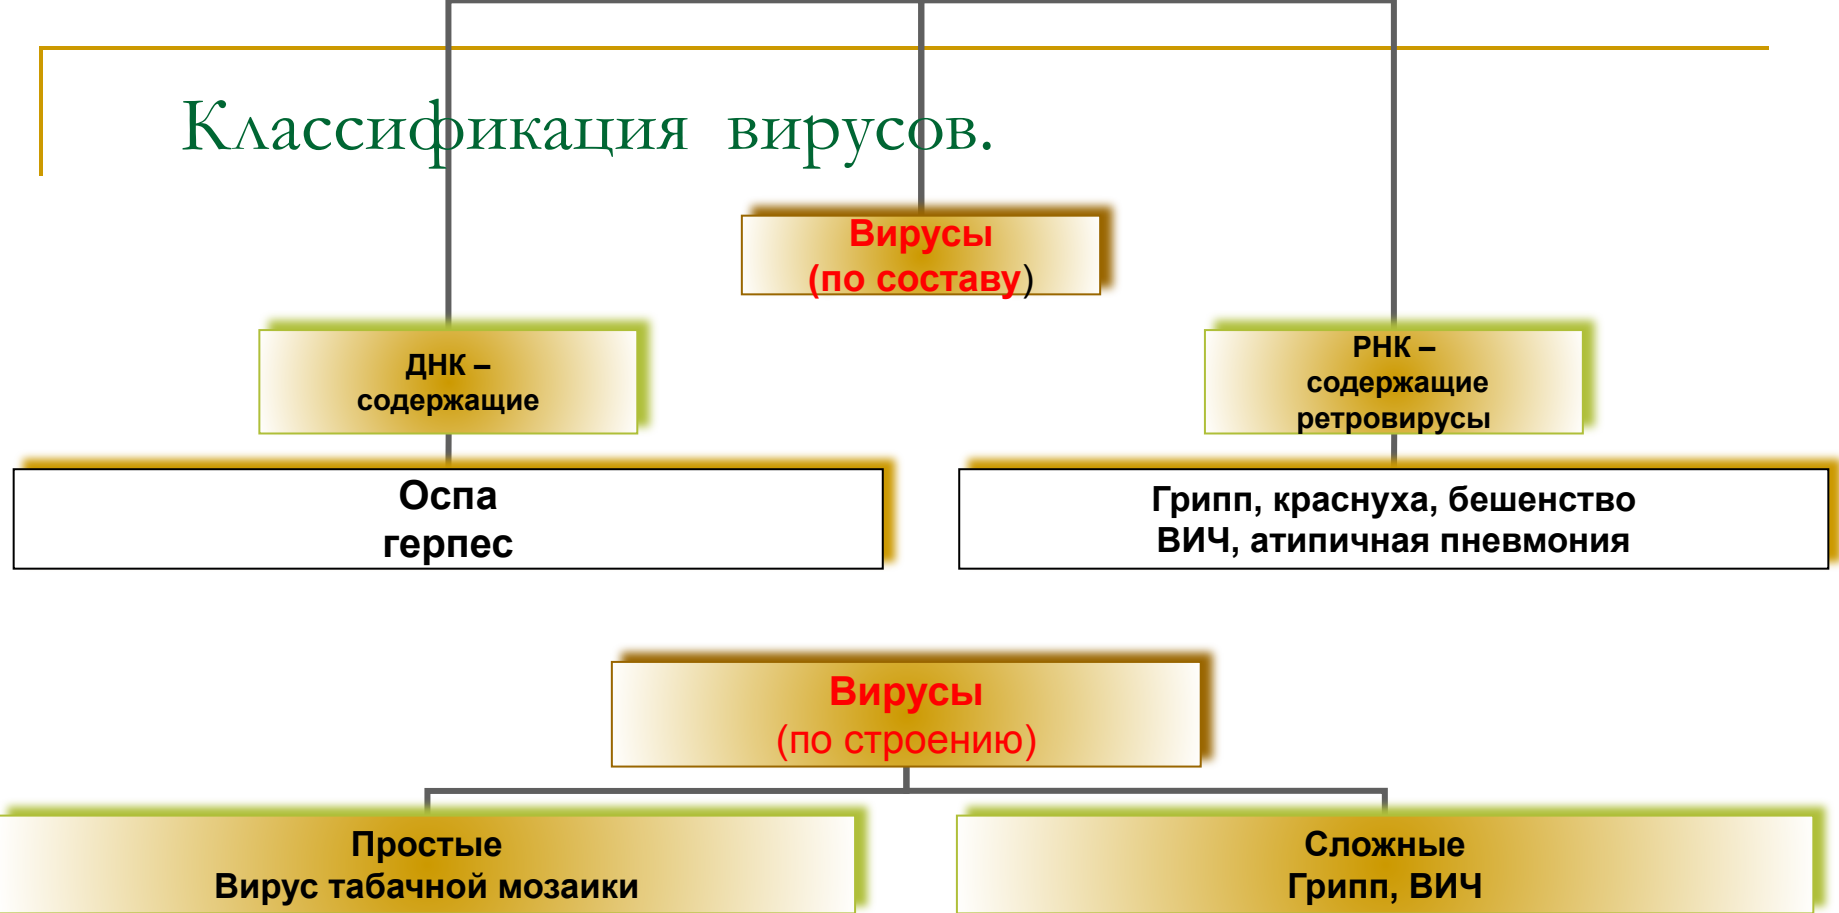 Классификация вирусов.
Вирусы
(по составу)
ДНК –
содержащие
РНК –
содержащие
ретровирусы
Оспа
герпес
Грипп, краснуха, бешенство
ВИЧ, атипичная пневмония
Вирусы
(по строению)
Простые
Вирус табачной мозаики
Сложные
Грипп, ВИЧ